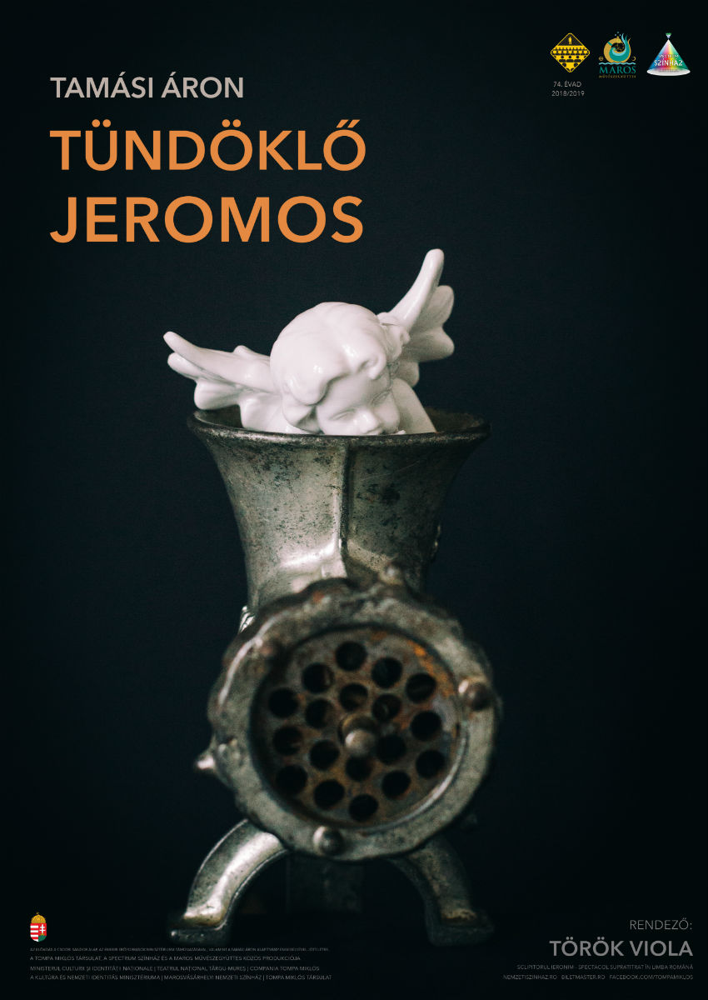 TAMÁSI ÁRON
TÜNDÖKLŐ
JEROMOS
74. ÉVAD
2018/2019
MAROS
MŰVÉSZEGYÜTTES
SPECTRUM
SZÍNHÁZ
RENDEZŐ:
TÖRÖK VIOLA
SCLIPITORUL IERONIM - SPECTACOL SUPRATITRAT ÎN LIMBA ROMÂNĂ
NEMZETISZINHAZ.RO BILETMASTER.RO FACEBOOK.COM/TOMPAMIKLOS
A TOMPA MIKLÓS TÁRSULAT, A SPECTRUM SZÍNHÁZ ÉS A MAROS MŰVÉSZEGYÜTTES KÖZÖS PRODUKCIÓJA
MINISTERUL CULTURII ȘI IDENTITĂȚII NAȚIONALE | TEATRUL NAȚIONAL TÂRGU-MUREȘ | COMPANIA TOMPA MIKLÓS
A KULTÚRA ÉS NEMZETI IDENTITÁS MINISZTÉRIUMA | MAROSVÁSÁRHELYI NEMZETI SZÍNHÁZ | TOMPA MIKLÓS TÁRSULAT